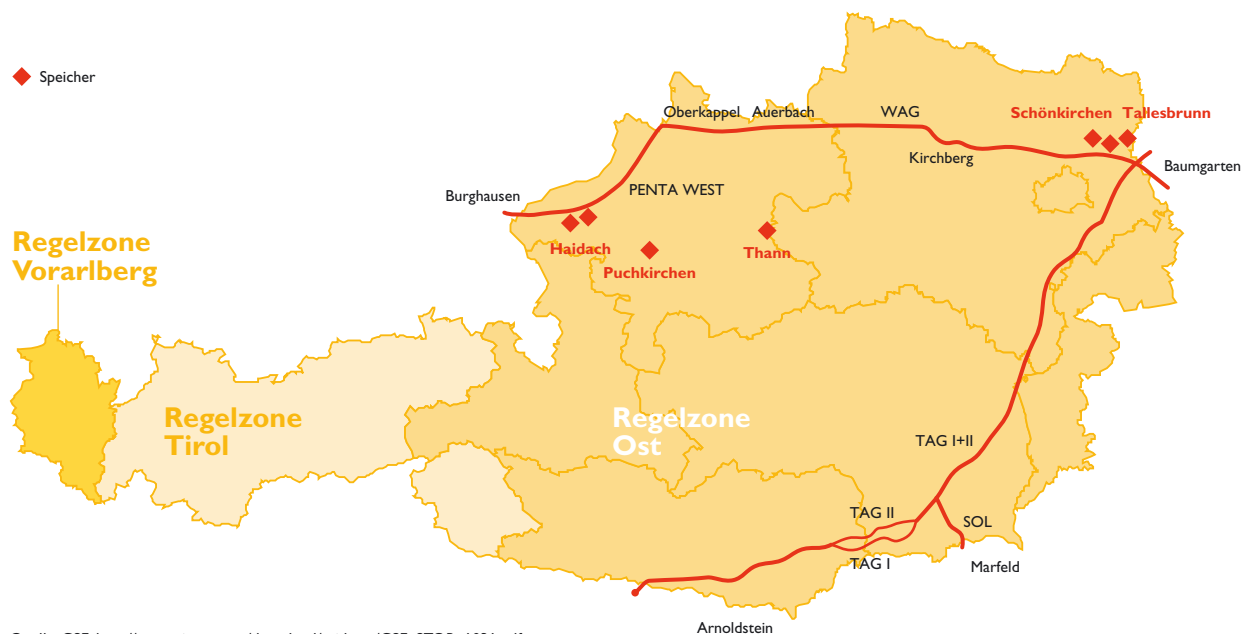 Speicher
Oberkappel
Auerbach
WAG
Schönkirchen
Tallesbrunn
Kirchberg
Baumgarten
Burghausen
PENTA WEST
Haidach
Puchkirchen
Thann
Regelzone
Vorarlberg
Regelzone
Tirol
Regelzone
Ost
TAG I+II
TAG II
SOL
TAG I
Marfeld
Arnoldstein